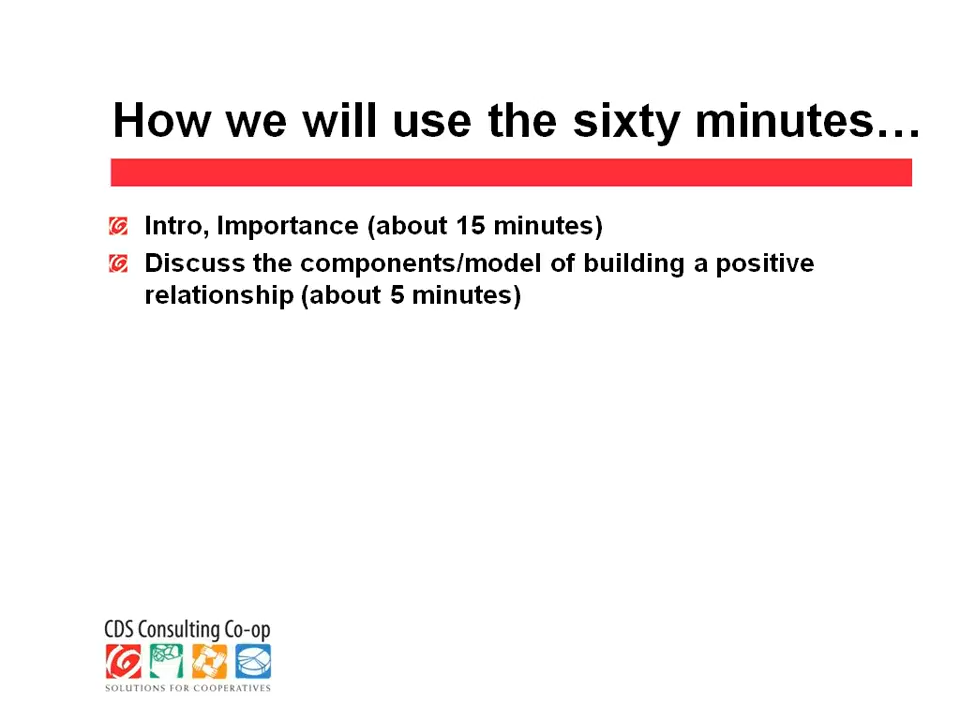 How we will use the sixty minutes…
Intro, Importance (about 15 minutes)
Discuss the components/model of building a positive
relationship (about 5 minutes)
CDS Consulting Co-op
SOLUTIONS FOR COOPERATIVES